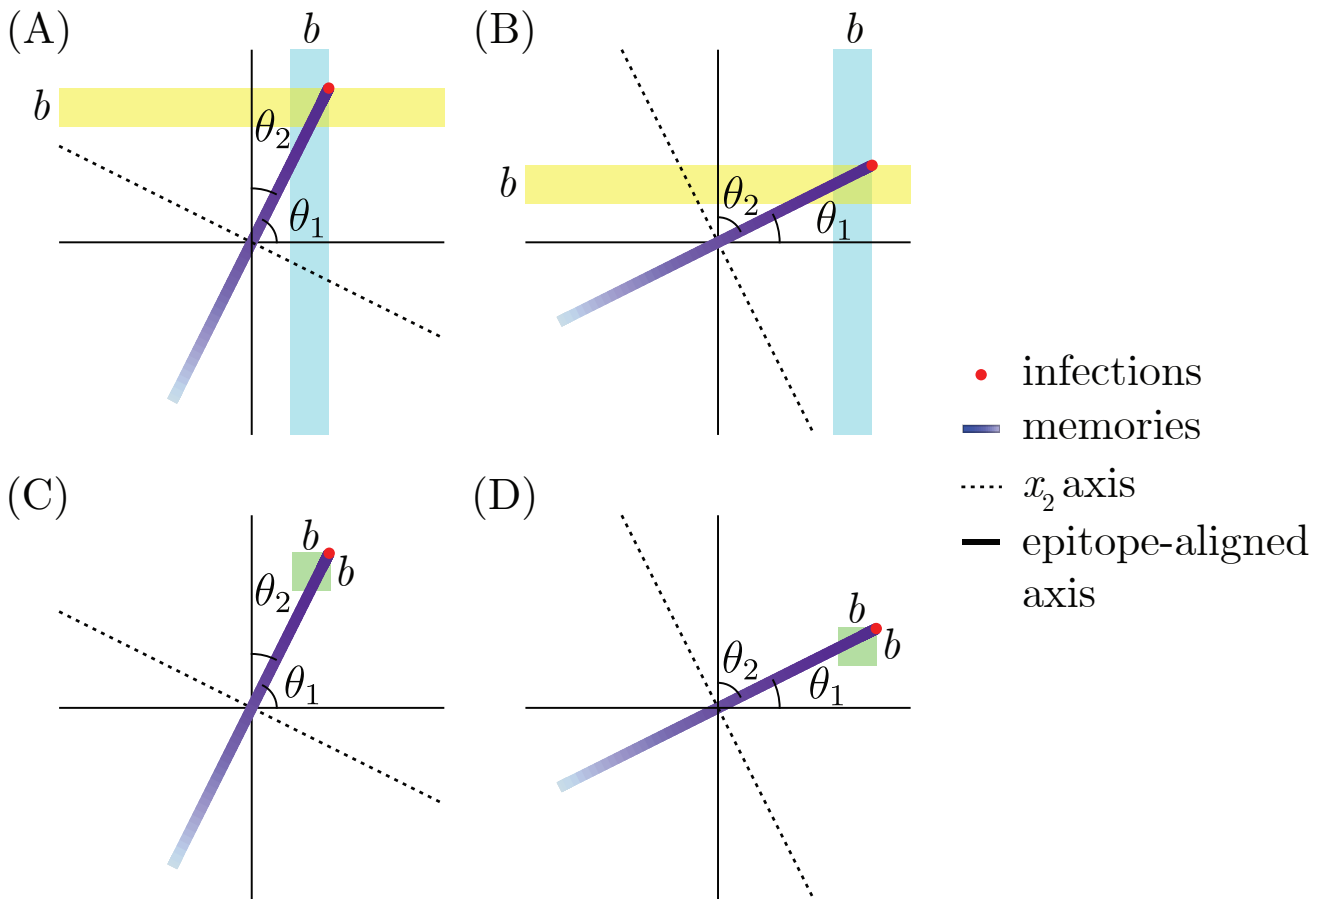 (A)
b
b
θ2
θ1
(B)
b
b
θ2
θ1
infections
memories
x2 axis
epitope-aligned
axis
(C)
b
b
θ2
θ1
(D)
b
b
θ2
θ1